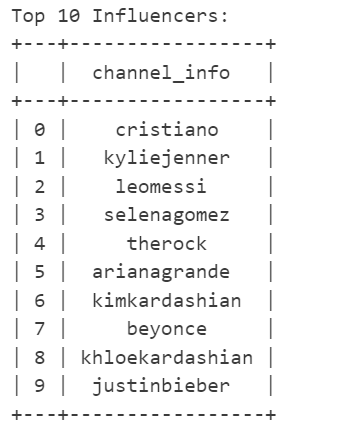 Top 10 Influencers:
+---+------------------+
|   |   channel_info   |
+---+------------------+
| 0 |    cristiano     |
| 1 |   kyliejenner    |
| 2 |    leomessi      |
| 3 |   selenagomez    |
| 4 |     therock      |
| 5 |  arianagrande    |
| 6 |  kimkardashian   |
| 7 |     beyonce      |
| 8 | khloekardashian  |
| 9 |  justinbieber    |
+---+------------------+